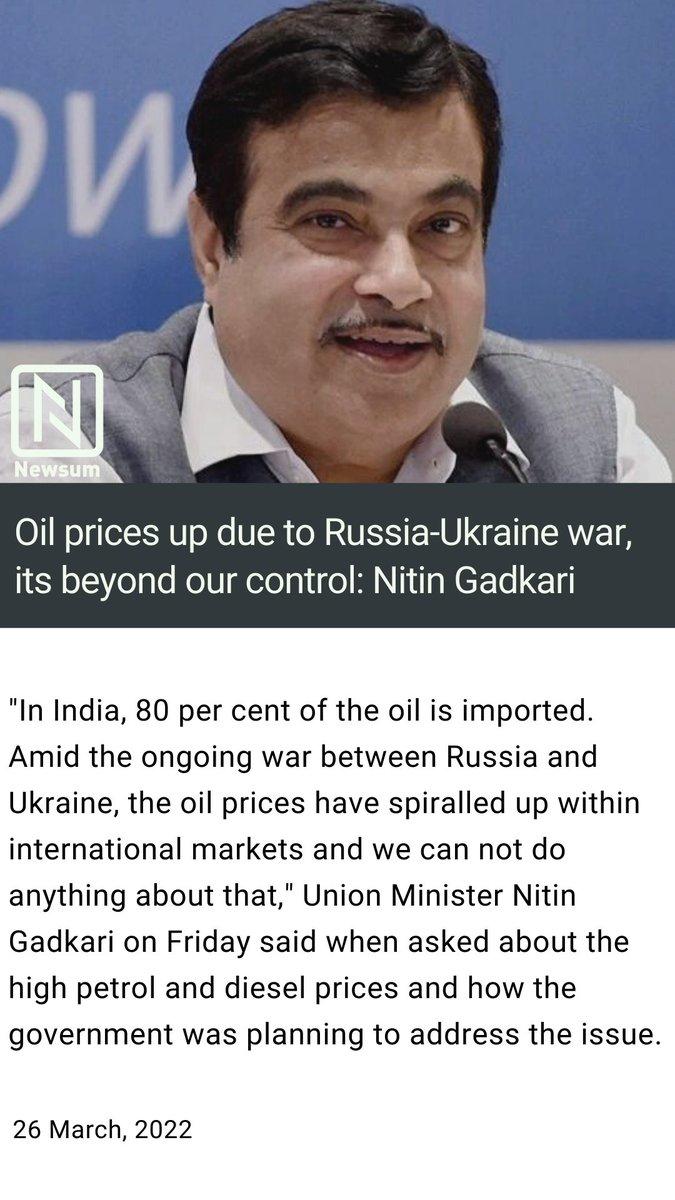 OW
N
Newsum
Oil prices up due to Russia-Ukraine war,
its beyond our control: Nitin Gadkari
"In India, 80 per cent of the oil is imported.
Amid the ongoing war between Russia and
Ukraine, the oil prices have spiralled up within
international markets and we can not do
anything about that," Union Minister Nitin
Gadkari on Friday said when asked about the
high petrol and diesel prices and how the
government was planning to address the issue.
26 March, 2022